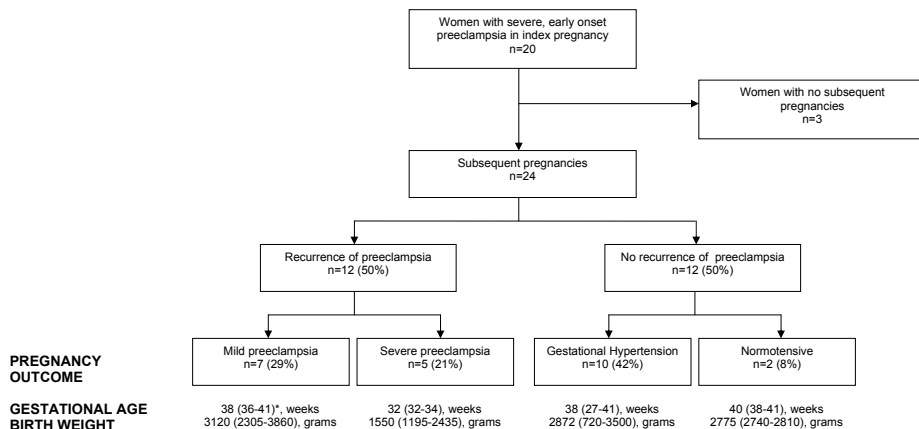 Women with severe, early onset
preeclampsia in index pregnancy
n=20
Women with no subsequent
pregnancies
n=3
Subsequent pregnancies
n=24
Recurrence of preeclampsia
n=12 (50%)
No recurrence of preeclampsia
n=12 (50%)
PREGNANCY
OUTCOME
Mild preeclampsia
n=7 (29%)
Severe preeclampsia
n=5 (21%)
Gestational Hypertension
n=10 (42%)
Normotensive
n=2 (8%)
GESTATIONAL AGE
BIRTH WEIGHT
38 (36-41)*, weeks
3120 (2305-3860), grams
32 (32-34), weeks
1550 (1195-2435), grams
38 (27-41), weeks
2872 (720-3500), grams
40 (38-41), weeks
2775 (2740-2810), grams